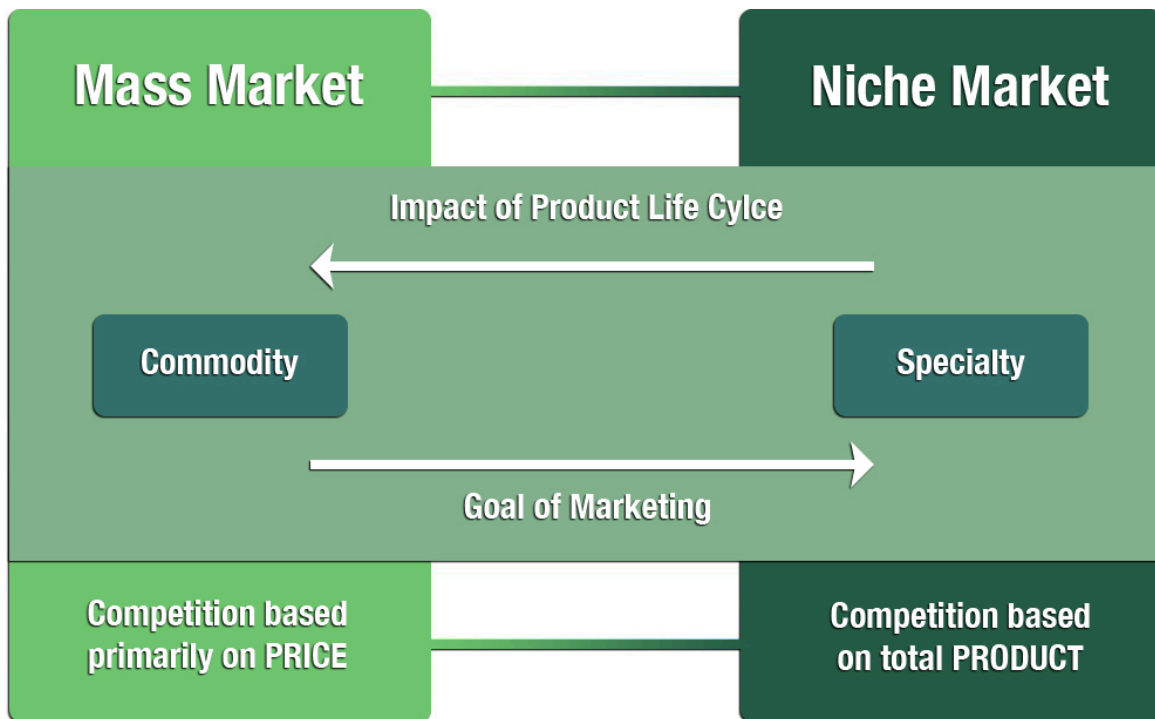 Mass Market
Niche Market
Impact of Product Life Cylce
Commodity
Specialty
Goal of Marketing
Competition based
primarily on PRICE
Competition based
on total PRODUCT